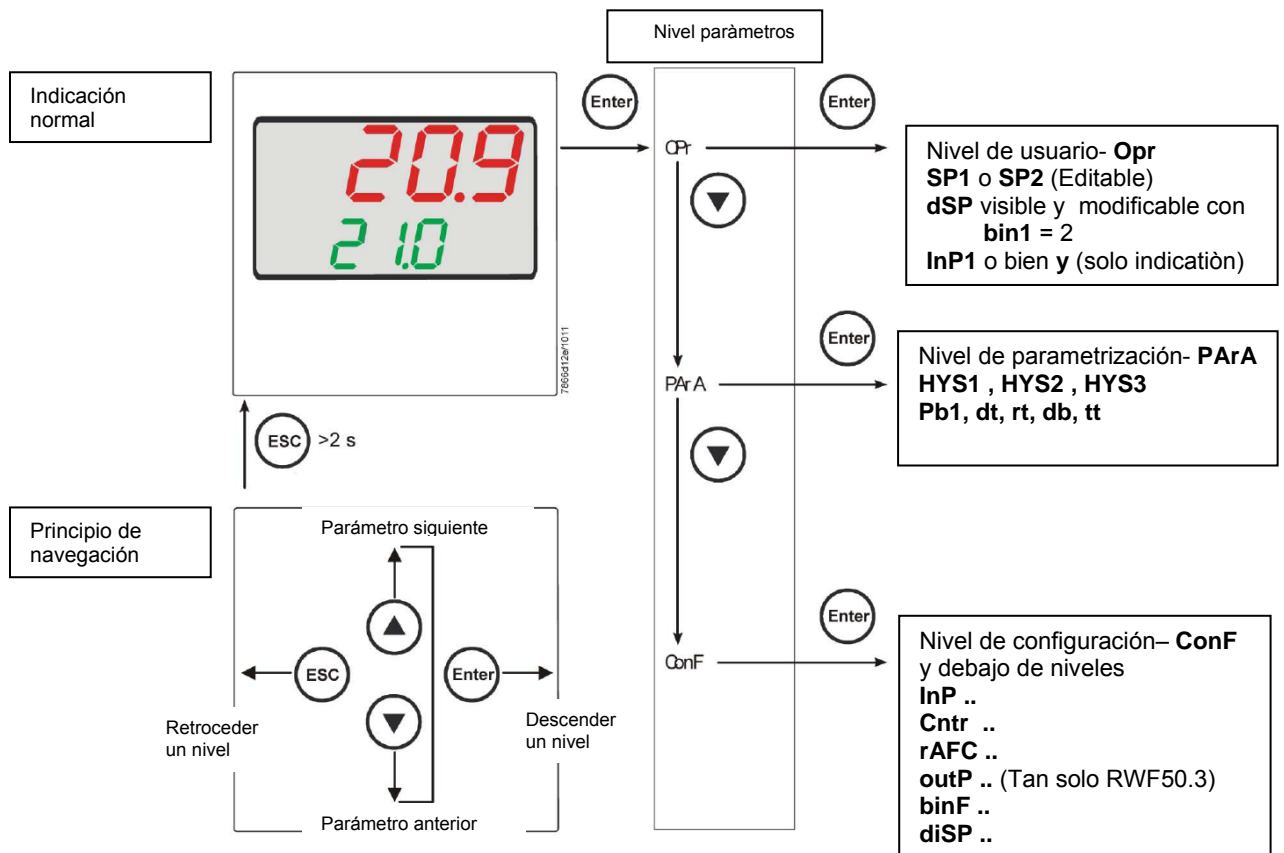 Nivel paràmetros
Indicación
normal
20.9
21.0
7866d12e/1011
Enter
Enter
OPr
Nivel de usuario- Opr
SP1 o SP2 (Editable)
dSP visible y modificable con
bin1 = 2
InP1 o bien y (solo indicatiòn)
Enter
PArA
Nivel de parametrización- PArA
HYS1 , HYS2 , HYS3
Pb1, dt, rt, db, tt
ESC >2 s
Principio de
navegación
Parámetro siguiente
ESC
Enter
Retroceder
un nivel
Descender
un nivel
Parámetro anterior
Enter
ConF
Nivel de configuración– ConF
y debajo de niveles
InP ..
Cntr ..
rAFC ..
outP .. (Tan solo RWF50.3)
binF ..
diSP ..